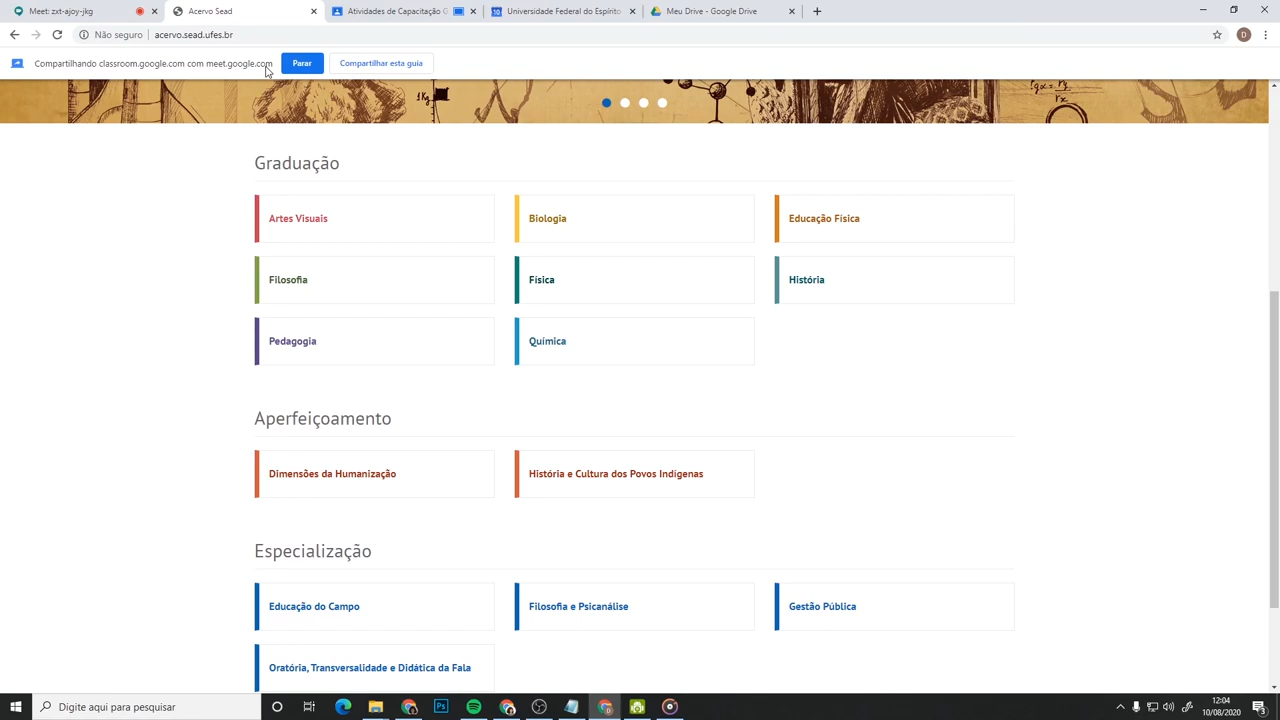 Meet: zxt-ajoy-jkg
Acervo Sead
Atividades de Capacitação G
Universidade Federal do Espírito
Meu Drive - Google Drive
Não seguro
acervo.sead.ufes.br
D
Compartilhando classroom.google.com com meet.google.com
Parar
Compartilhar esta guia
1Kg
Graduação
Artes Visuais
Biologia
Educação Física
Filosofia
Física
História
Pedagogia
Química
Aperfeiçoamento
Dimensões da Humanização
História e Cultura dos Povos Indígenas
Especialização
Educação do Campo
Filosofia e Psicanálise
Gestão Pública
Oratória, Transversalidade e Didática da Fala
Digite aqui para pesquisar
Ps
12:04
10/08/2020
3